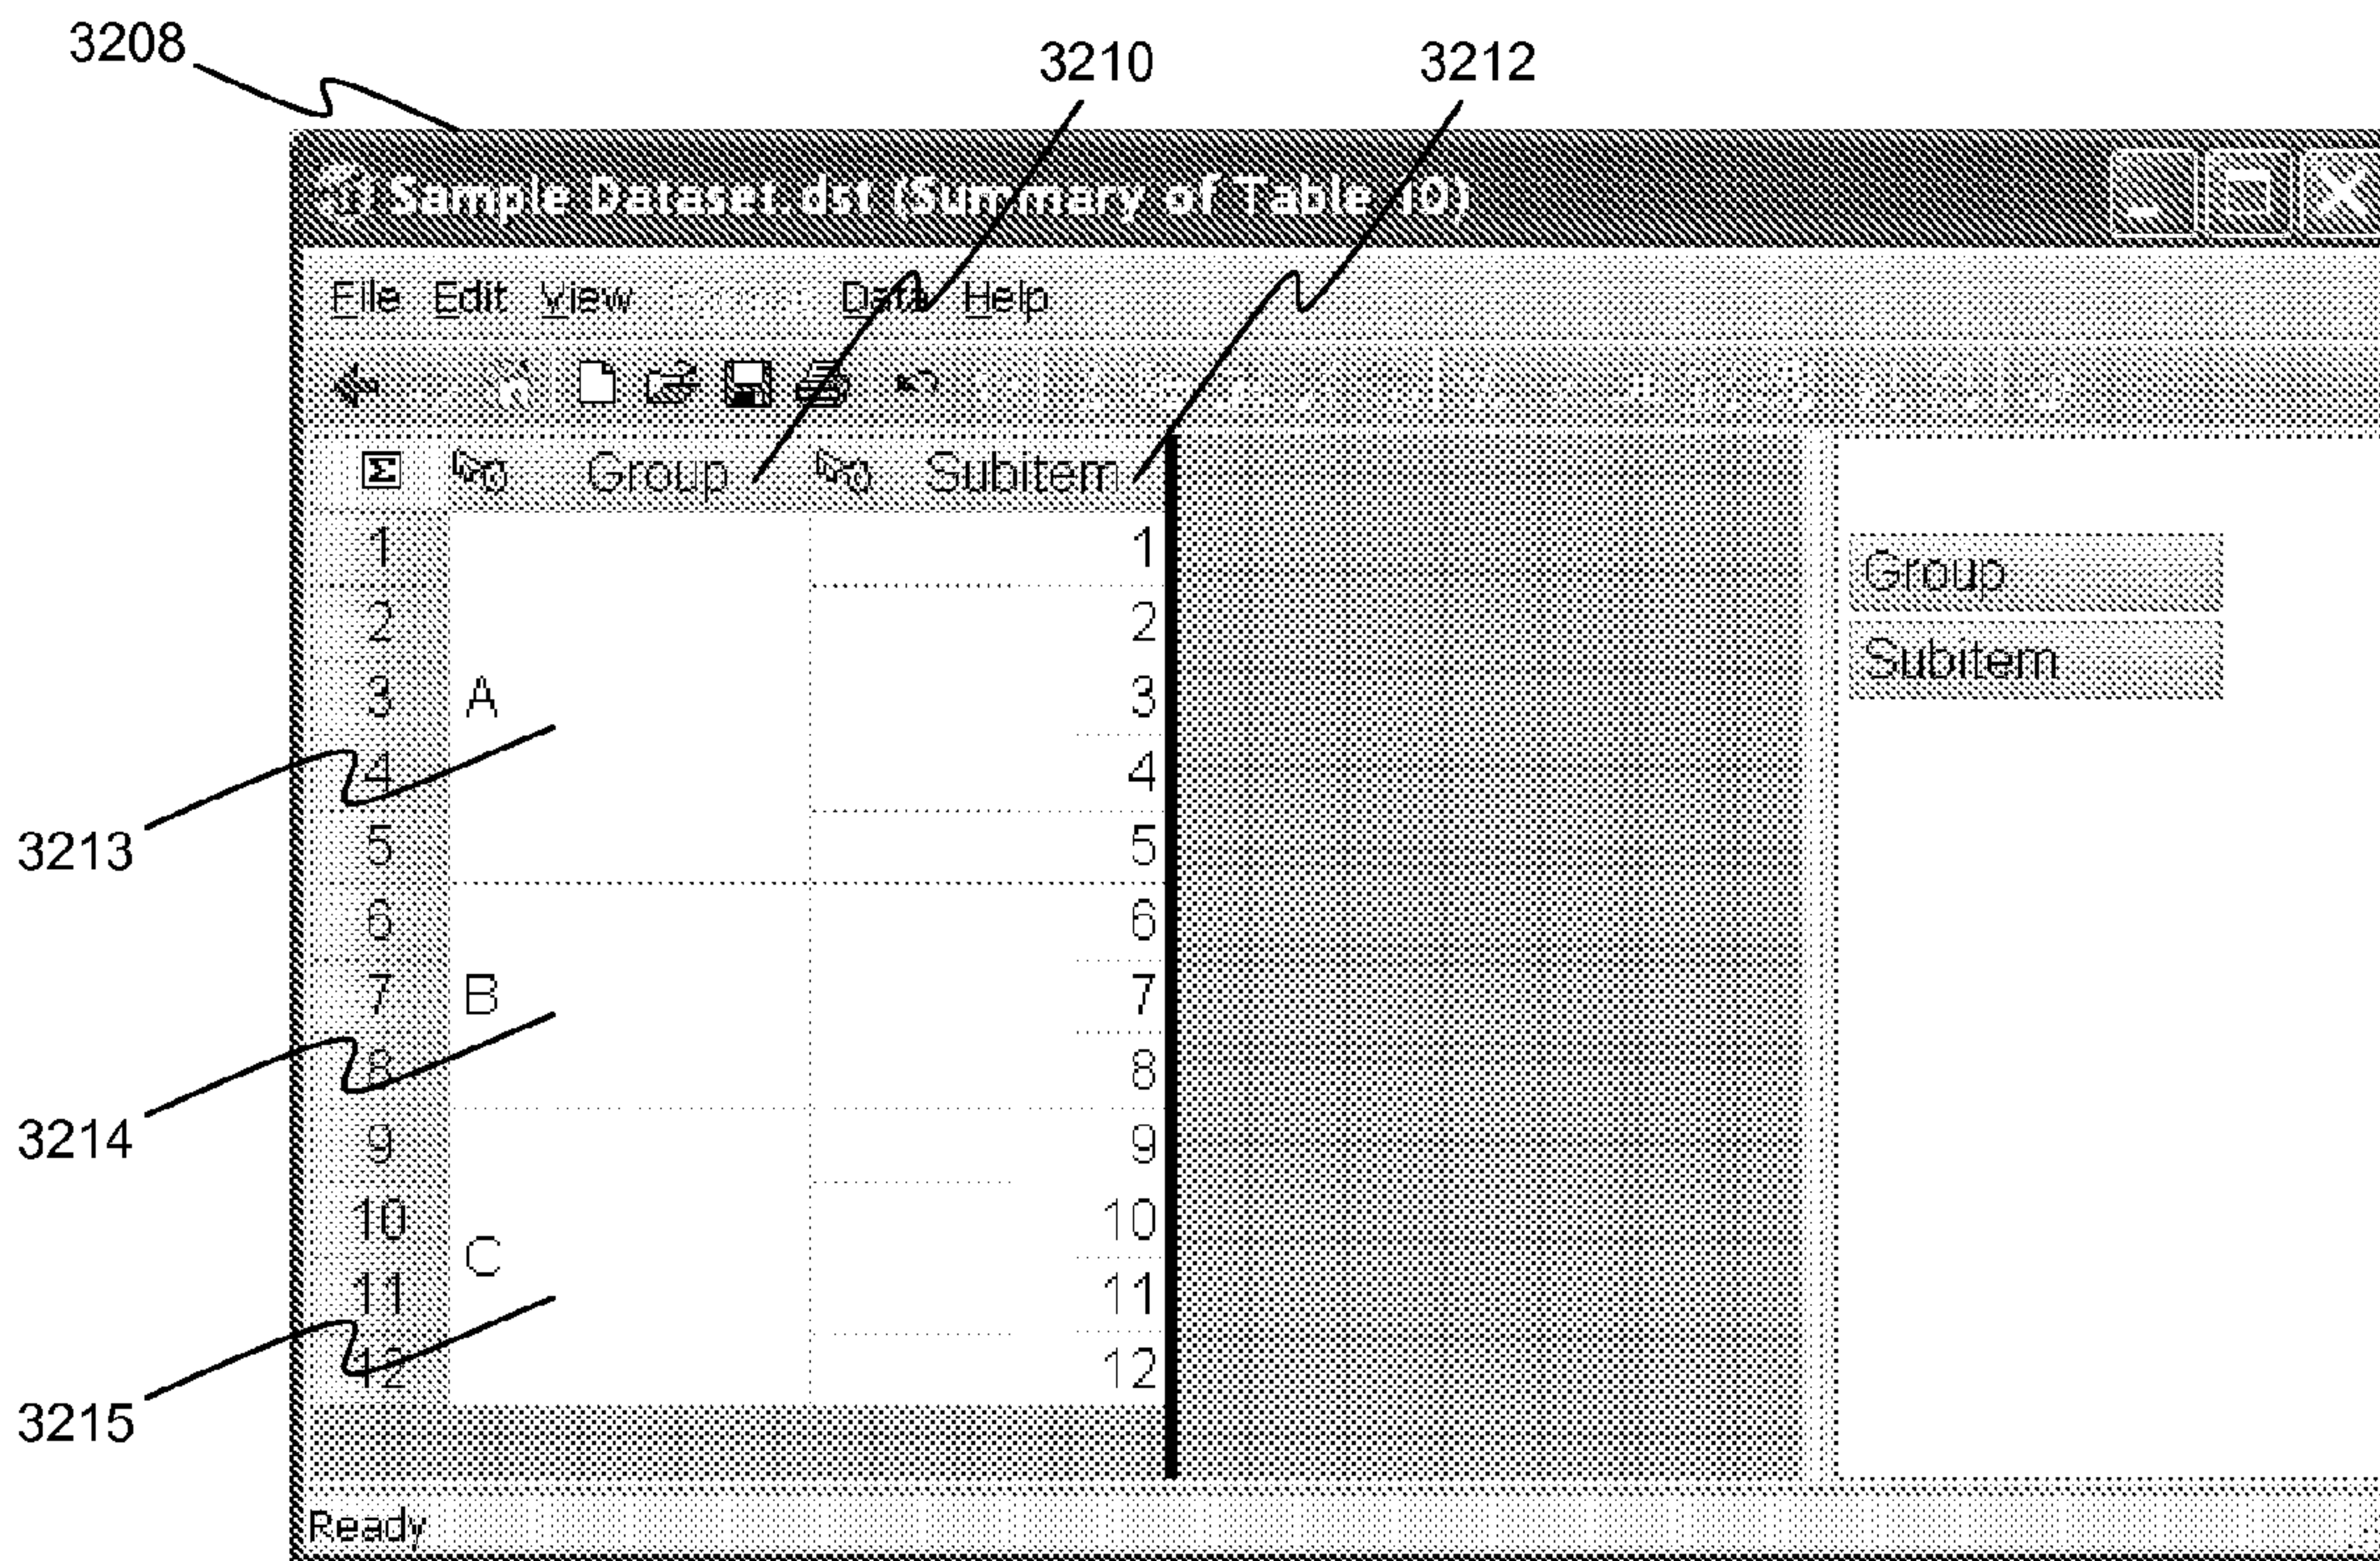 3208
3210 3212
Sample Dataset.dst (Summary of Table 10)
File Edit View Data Help
Σ Group Subitem
1 1
Group
2 2
Subitem
3 A 3
4 4
3213
5 5
6 6
7 B 7
8 8
3214
9 9
10 10
C
11 11
12 12
3215
Ready